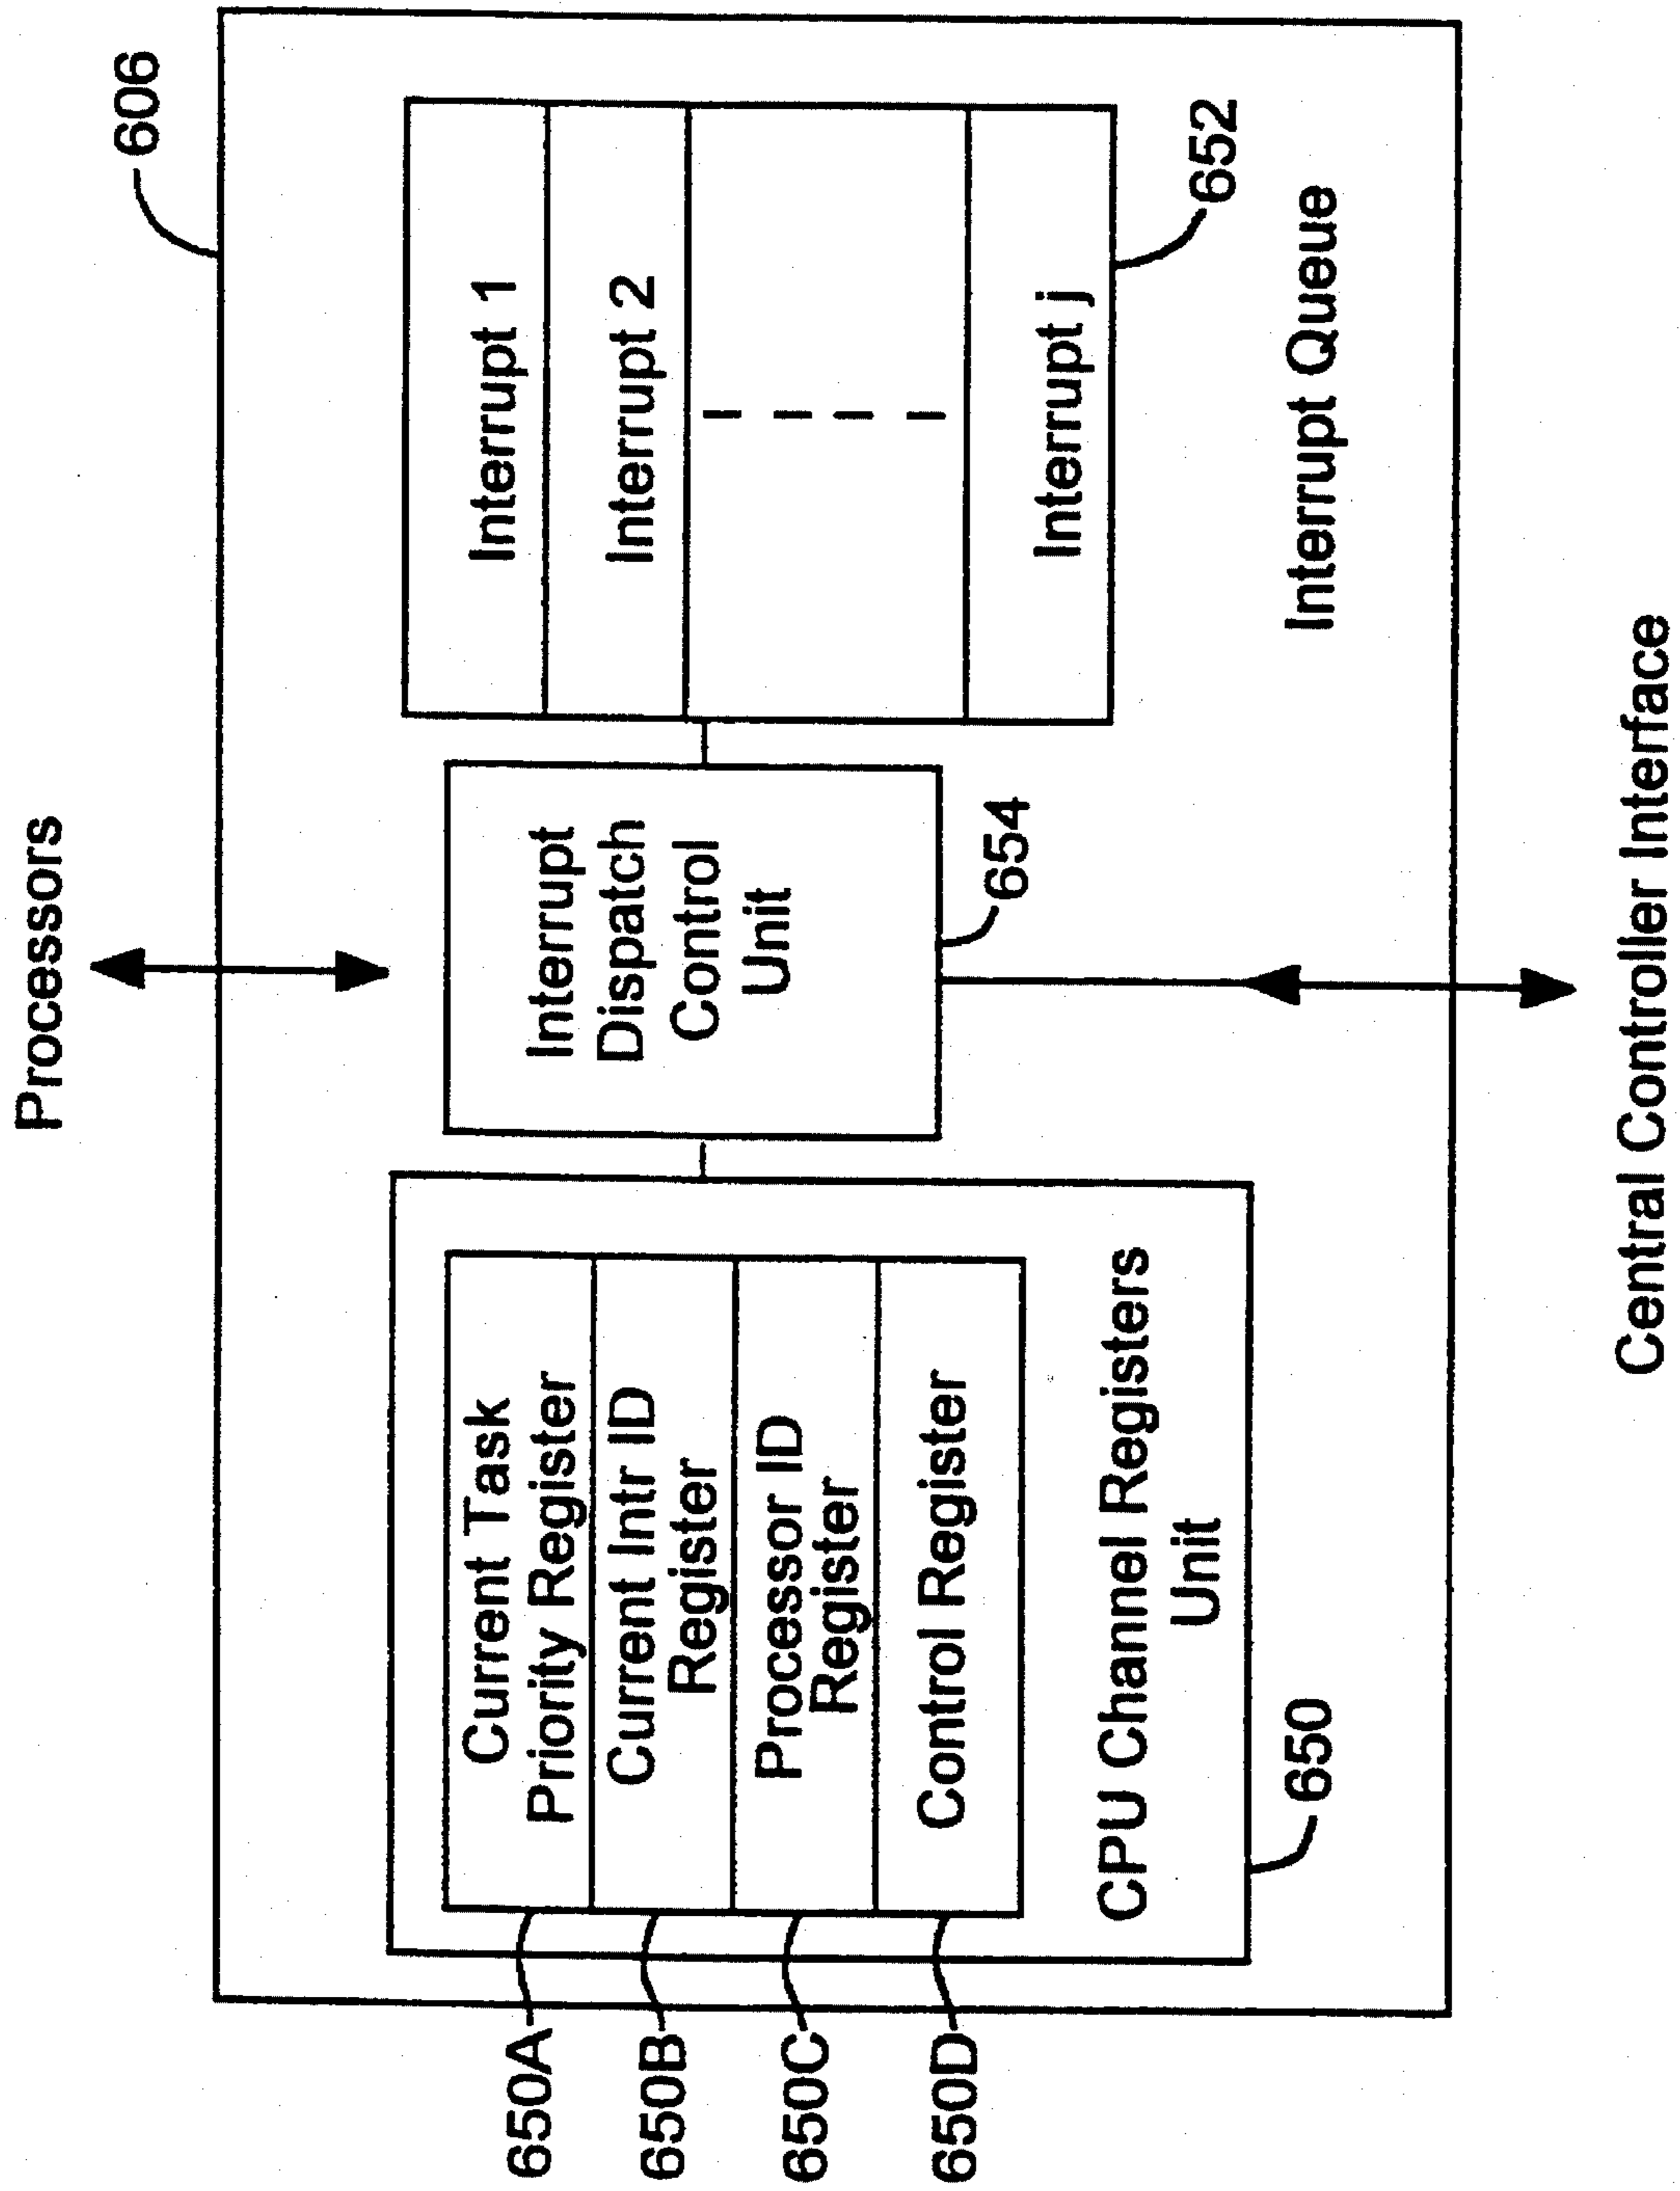 Processors
606
Current Task
Priority Register
Current Intr ID
Register
Processor ID
Register
Control Register
CPU Channel Registers
Unit
650A
650B
650C
650D
650
Interrupt
Dispatch
Control
Unit
654
Interrupt 1
Interrupt 2
Interrupt j
652
Interrupt Queue
Central Controller Interface